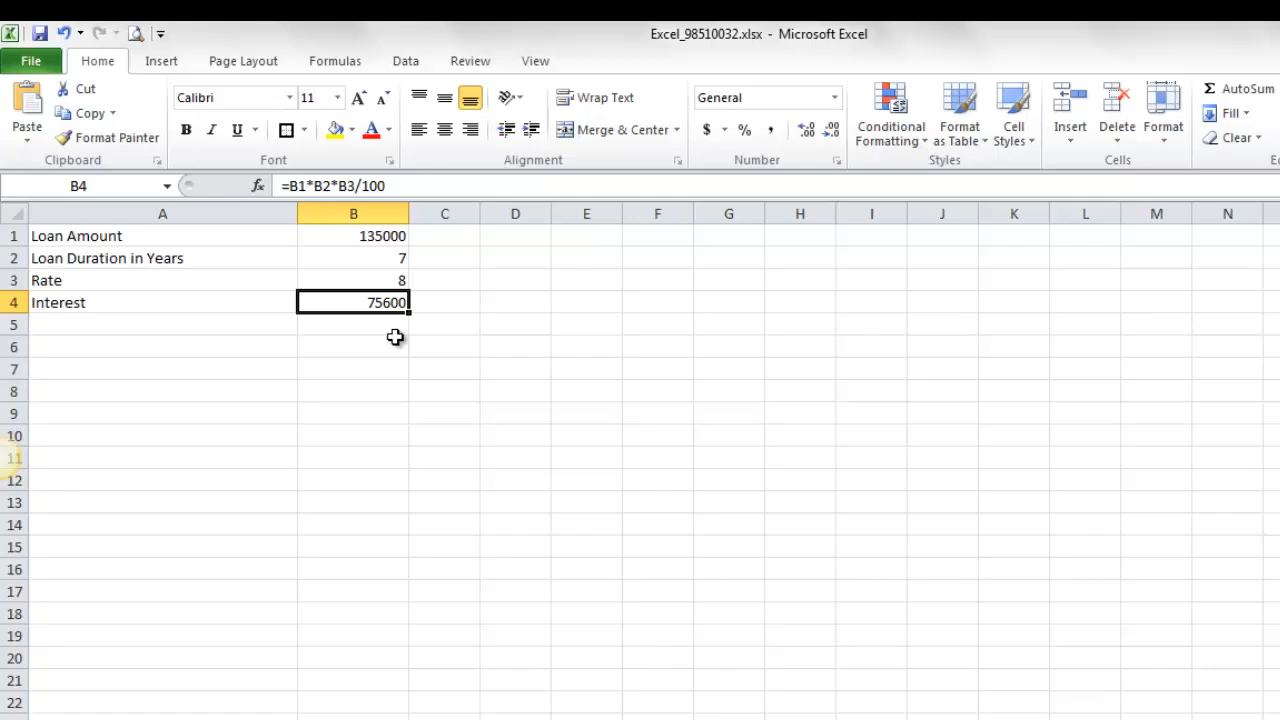 Excel_98510032.xlsx - Microsoft Excel
File Home Insert Page Layout Formulas Data Review View
Paste
Cut
Copy
Format Painter
Clipboard
Calibri 11
B I U A
Font
Wrap Text
Merge & Center
Alignment
General
$ % ,
Number
Conditional Formatting
Format as Table
Cell Styles
Styles
Insert Delete Format
Cells
Σ AutoSum
Fill
Clear
B4 fx =B1*B2*B3/100
A B C D E F G H I J K L M N
1 Loan Amount 135000
2 Loan Duration in Years 7
3 Rate 8
4 Interest 75600
5
6
7
8
9
10
11
12
13
14
15
16
17
18
19
20
21
22